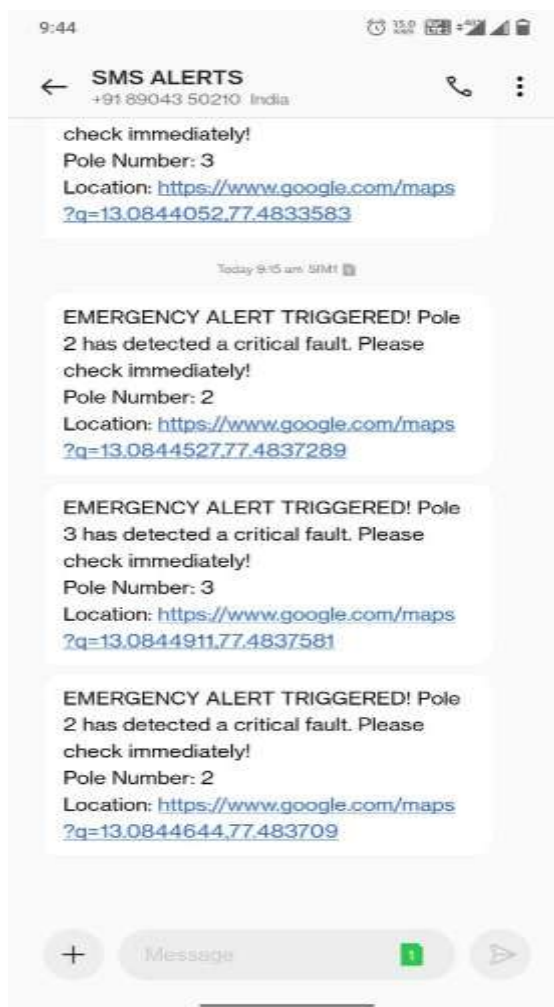 9:44
SMS ALERTS
+91 89043 50210 India
check immediately!
Pole Number: 3
Location: https://www.google.com/maps
?q=13.0844052,77.4833583
Today 9:15 am SIM1
EMERGENCY ALERT TRIGGERED! Pole
2 has detected a critical fault. Please
check immediately!
Pole Number: 2
Location: https://www.google.com/maps
?q=13.0844527,77.4837289
EMERGENCY ALERT TRIGGERED! Pole
3 has detected a critical fault. Please
check immediately!
Pole Number: 3
Location: https://www.google.com/maps
?q=13.0844911,77.4837581
EMERGENCY ALERT TRIGGERED! Pole
2 has detected a critical fault. Please
check immediately!
Pole Number: 2
Location: https://www.google.com/maps
?q=13.0844644,77.483709
Message
1